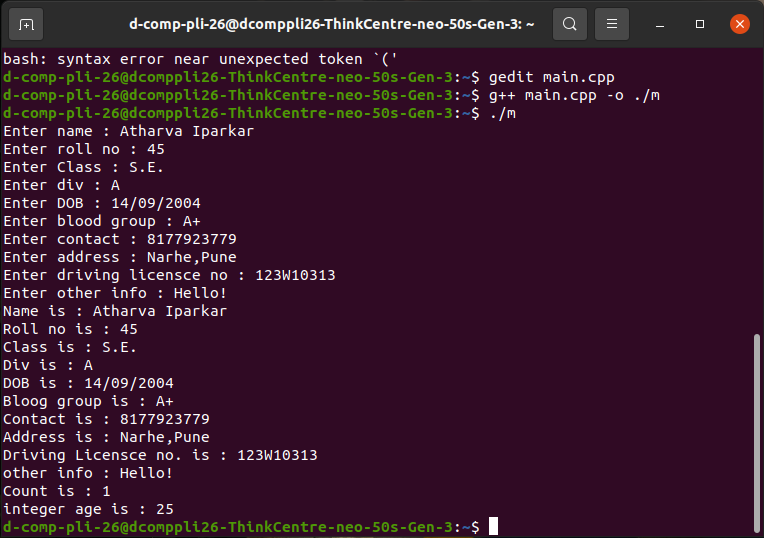 d-comp-pli-26@dcomppli26-ThinkCentre-neo-50s-Gen-3: ~
bash: syntax error near unexpected token `('
d-comp-pli-26@dcomppli26-ThinkCentre-neo-50s-Gen-3:~$ gedit main.cpp
d-comp-pli-26@dcomppli26-ThinkCentre-neo-50s-Gen-3:~$ g++ main.cpp -o ./m
d-comp-pli-26@dcomppli26-ThinkCentre-neo-50s-Gen-3:~$ ./m
Enter name : Atharva Iparkar
Enter roll no : 45
Enter Class : S.E.
Enter div : A
Enter DOB : 14/09/2004
Enter blood group : A+
Enter contact : 8177923779
Enter address : Narhe,Pune
Enter driving licensce no : 123W10313
Enter other info : Hello!
Name is : Atharva Iparkar
Roll no is : 45
Class is : S.E.
Div is : A
DOB is : 14/09/2004
Bloog group is : A+
Contact is : 8177923779
Address is : Narhe,Pune
Driving Licensce no. is : 123W10313
other info : Hello!
Count is : 1
integer age is : 25
d-comp-pli-26@dcomppli26-ThinkCentre-neo-50s-Gen-3:~$